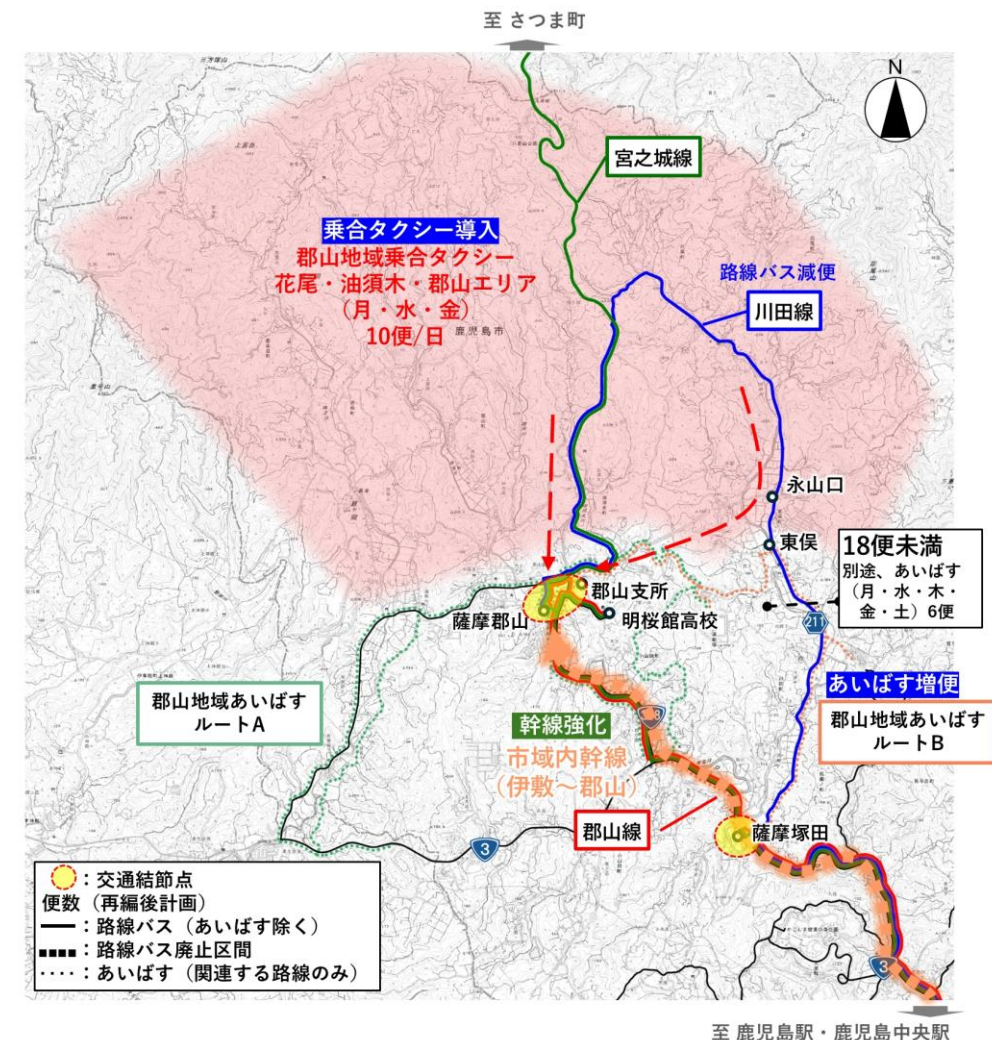 至 さつま町
N
宮之城線
乗合タクシー導入
郡山地域乗合タクシー
花尾・油須木・郡山エリア
（月・水・金）
10便/日
鹿児島市
路線バス減便
川田線
永山口
東俣
18便未満
別途、あいばす
（月・水・木・
金・土）6便
郡山支所
薩摩郡山
明桜館高校
211
郡山地域あいばす
ルートA
あいばす増便
郡山地域あいばす
ルートB
幹線強化
市域内幹線
（伊敷～郡山）
郡山線
薩摩塚田
3
3
：交通結節点
便数（再編後計画）
：路線バス（あいばす除く）
：路線バス廃止区間
：あいばす（関連する路線のみ）
至 鹿児島駅・鹿児島中央駅